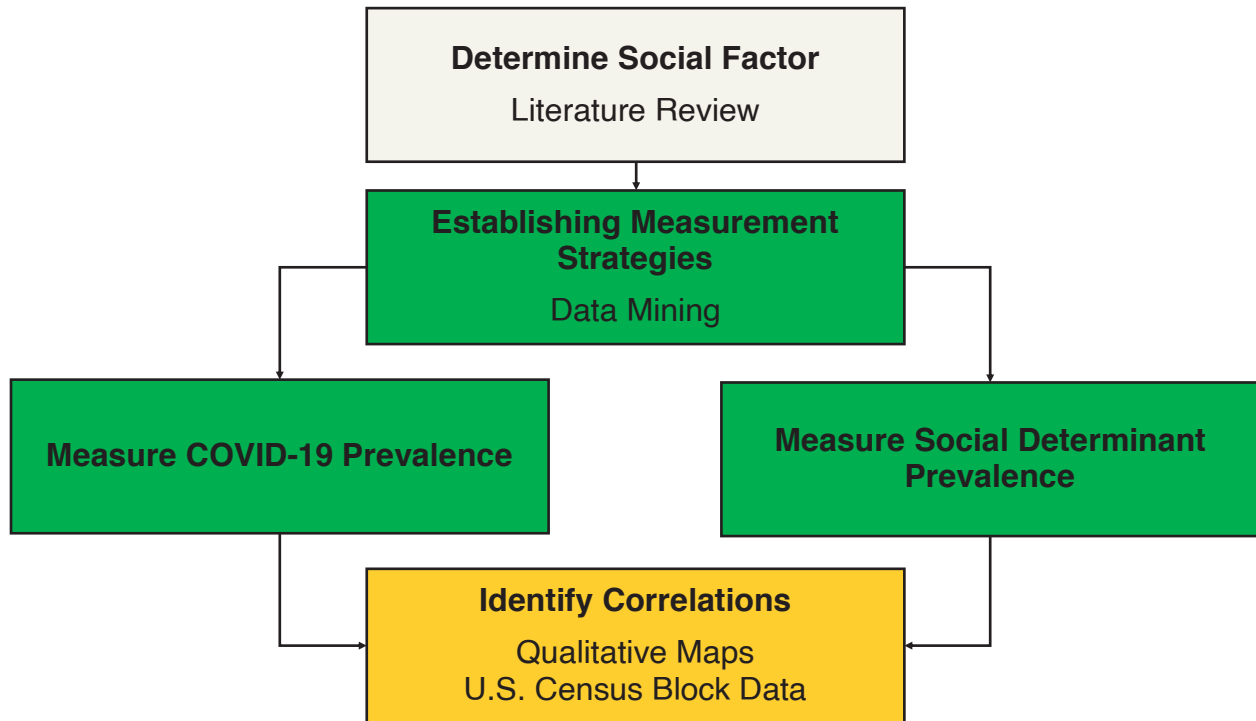 Determine Social Factor
Literature Review
Establishing Measurement
Strategies
Data Mining
Measure COVID-19 Prevalence
Measure Social Determinant
Prevalence
Identify Correlations
Qualitative Maps
U.S. Census Block Data